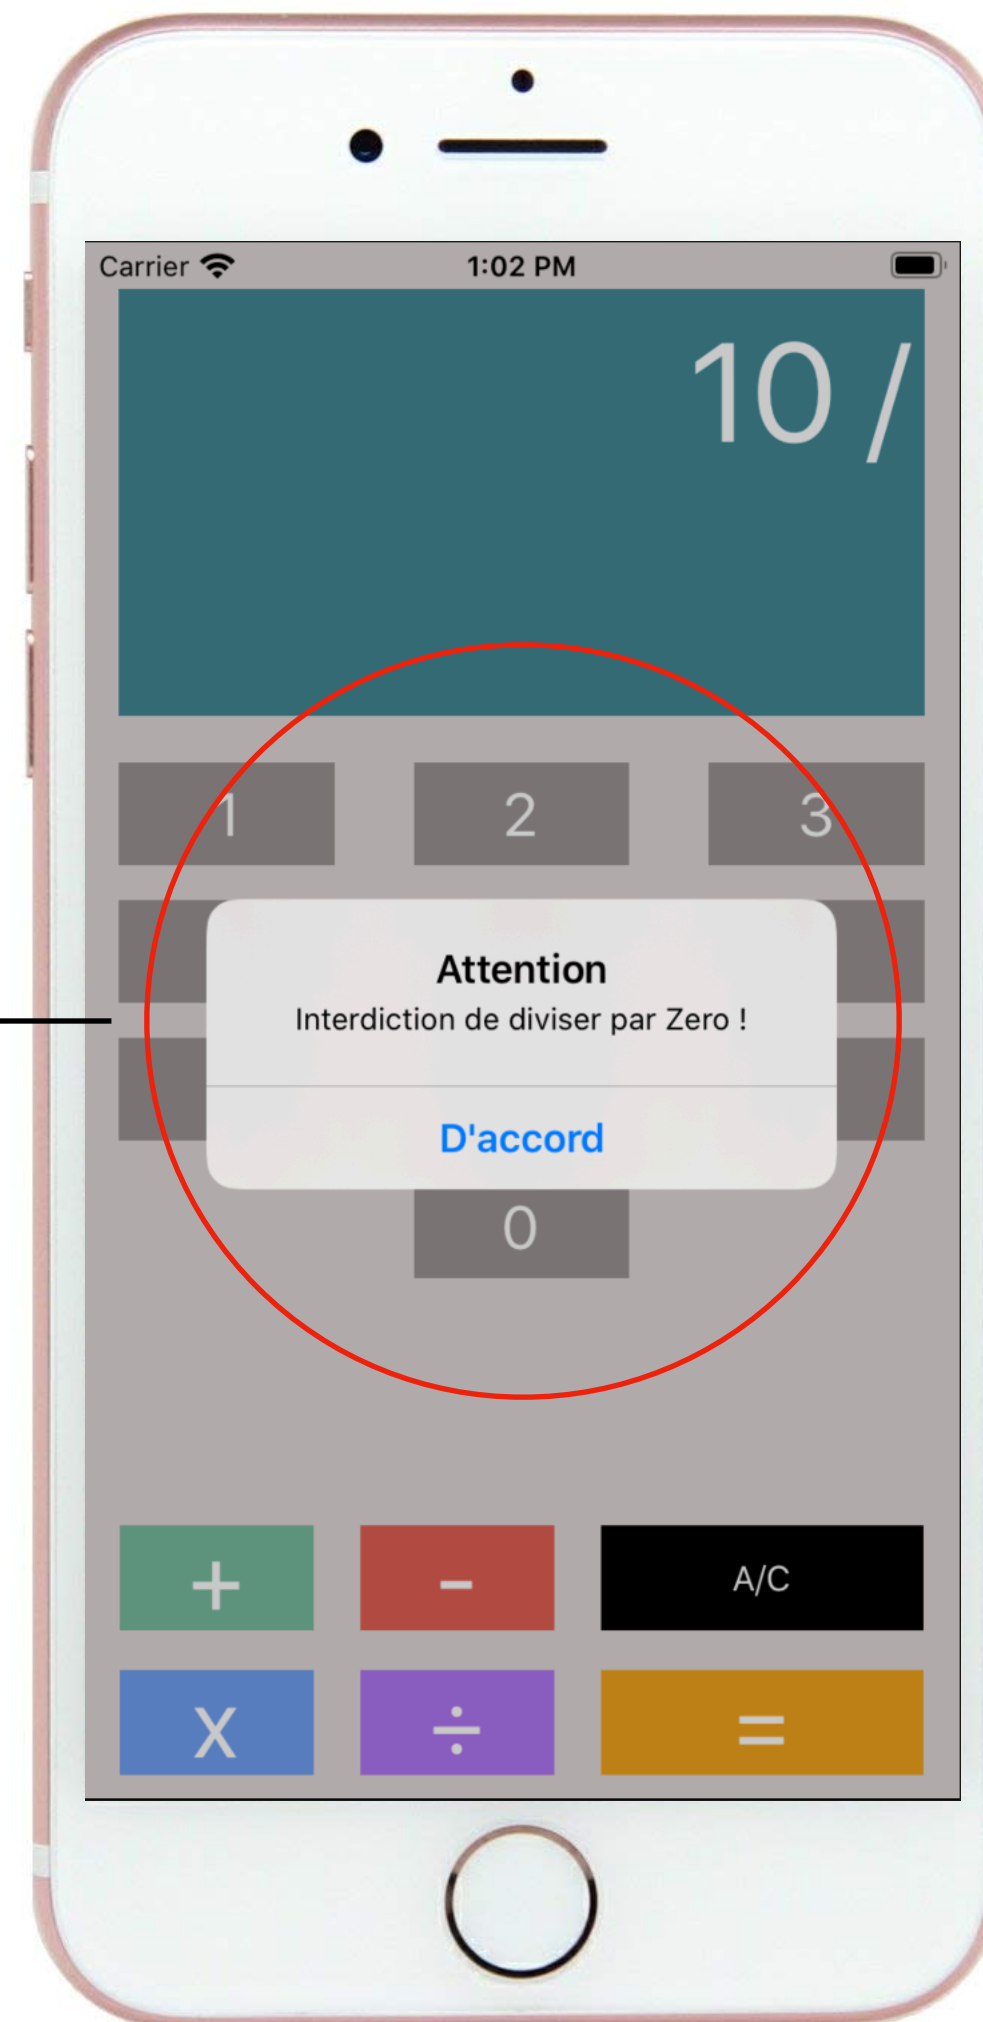 Carrier
1:02 PM
10 /
1
2
3
Attention
Interdiction de diviser par Zero !
D'accord
0
+
-
A/C
X
÷
=